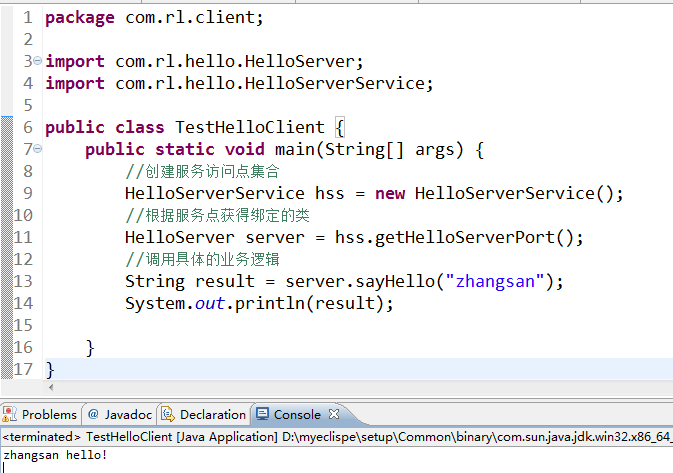 1 package com.rl.client;
2
3 import com.rl.hello.HelloServer;
4 import com.rl.hello.HelloServerService;
5
6 public class TestHelloClient {
7     public static void main(String[] args) {
8         //创建服务访问点集合
9         HelloServerService hss = new HelloServerService();
10         //根据服务点获得绑定的类
11         HelloServer server = hss.getHelloServerPort();
12         //调用具体的业务逻辑
13         String result = server.sayHello("zhangsan");
14         System.out.println(result);
15
16     }
17 }
Problems @ Javadoc Declaration Console
<terminated> TestHelloClient [Java Application] D:\myeclispe\setup\Common\binary\com.sun.java.jdk.win32.x86_64_
zhangsan hello!